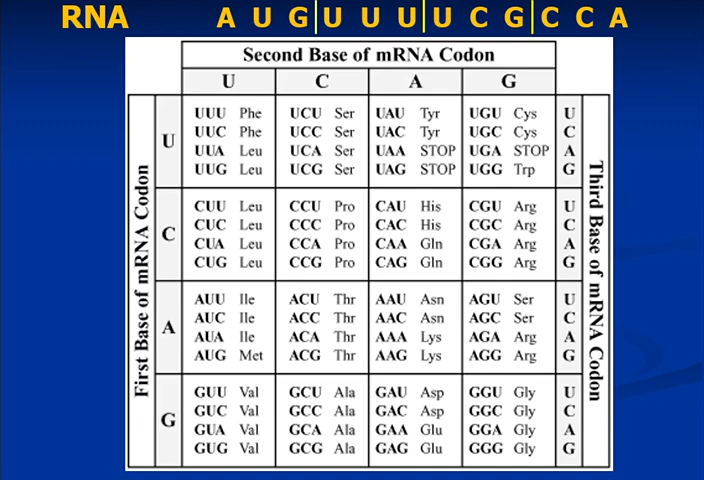 RNA A U G U U U U C G C C A
Second Base of mRNA Codon
U C A G
First Base of mRNA Codon
Third Base of mRNA Codon
U
UUU Phe UCU Ser UAU Tyr UGU Cys U
UUC Phe UCC Ser UAC Tyr UGC Cys C
UUA Leu UCA Ser UAA STOP UGA STOP A
UUG Leu UCG Ser UAG STOP UGG Trp G
C
CUU Leu CCU Pro CAU His CGU Arg U
CUC Leu CCC Pro CAC His CGC Arg C
CUA Leu CCA Pro CAA Gln CGA Arg A
CUG Leu CCG Pro CAG Gln CGG Arg G
A
AUU Ile ACU Thr AAU Asn AGU Ser U
AUC Ile ACC Thr AAC Asn AGC Ser C
AUA Ile ACA Thr AAA Lys AGA Arg A
AUG Met ACG Thr AAG Lys AGG Arg G
G
GUU Val GCU Ala GAU Asp GGU Gly U
GUC Val GCC Ala GAC Asp GGC Gly C
GUA Val GCA Ala GAA Glu GGA Gly A
GUG Val GCG Ala GAG Glu GGG Gly G